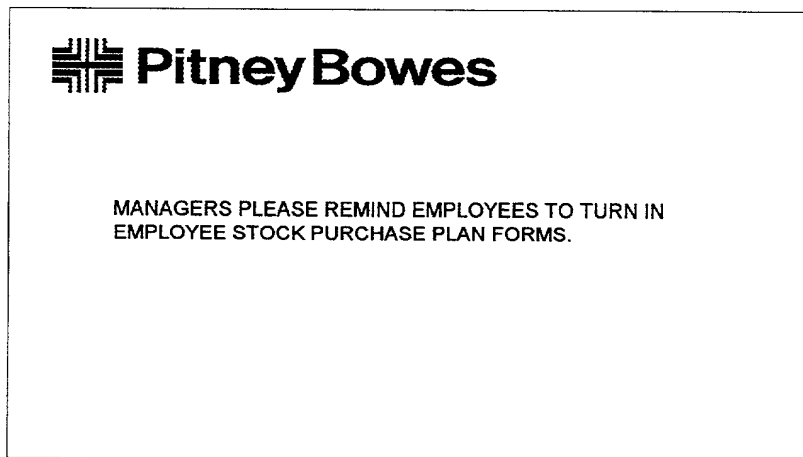 Pitney Bowes
MANAGERS PLEASE REMIND EMPLOYEES TO TURN IN
EMPLOYEE STOCK PURCHASE PLAN FORMS.